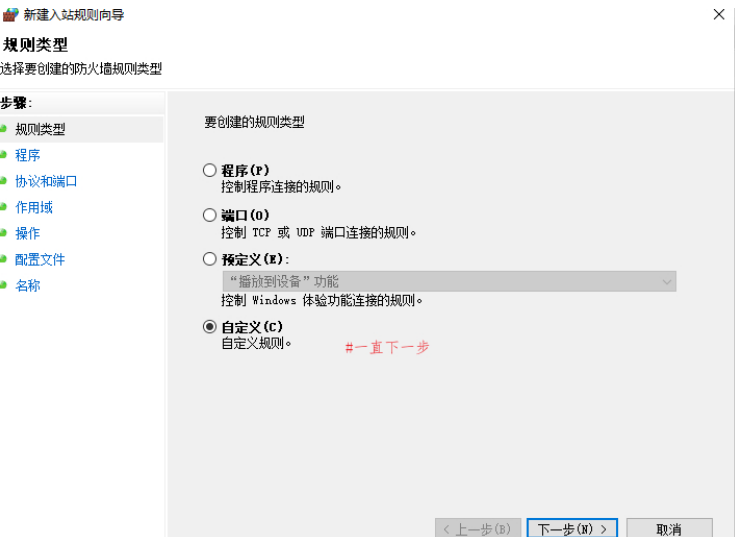 新建入站规则向导
规则类型
选择要创建的防火墙规则类型
步骤:
规则类型
程序
协议和端口
作用域
操作
配置文件
名称
要创建的规则类型
程序(P)
控制程序连接的规则。
端口(O)
控制 TCP 或 UDP 端口连接的规则。
预定义(E):
“播放到设备”功能
控制 Windows 体验功能连接的规则。
自定义(C)
自定义规则。
#一直下一步
< 上一步(B)
下一步(N) >
取消